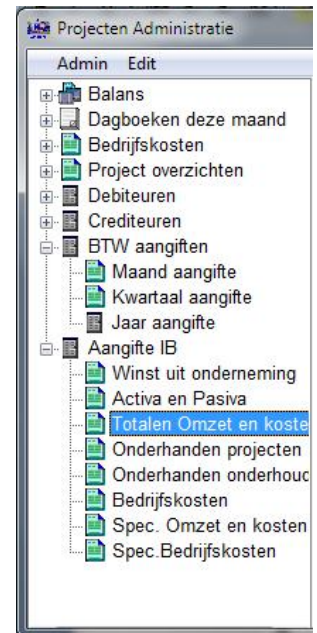 Projecten Administratie
Admin Edit
Balans
Dagboeken deze maand
Bedrijfskosten
Project overzichten
Debiteuren
Crediteuren
BTW aangiften
Maand aangifte
Kwartaal aangifte
Jaar aangifte
Aangifte IB
Winst uit onderneming
Activa en Pasiva
Totalen Omzet en koste
Onderhanden projecten
Onderhanden onderhouc
Bedrijfskosten
Spec. Omzet en kosten
Spec.Bedrijfskosten